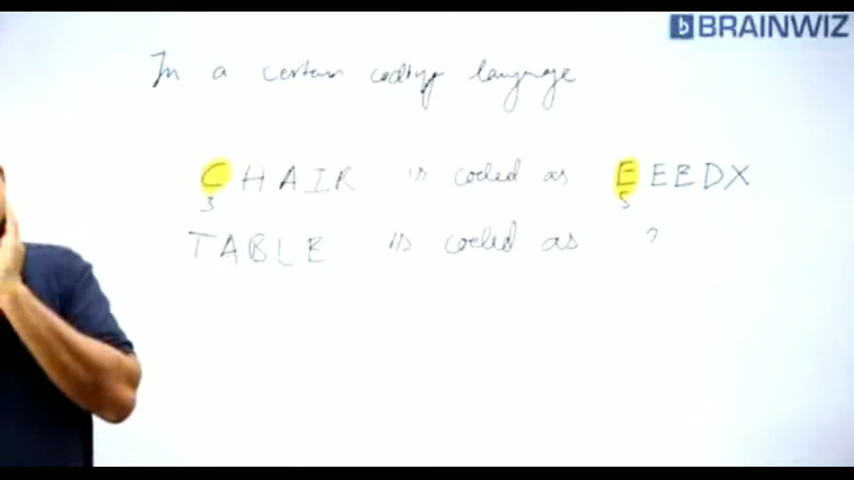 BRAINWIZ
In a certain coding language
CHAIR is coded as EEEDX
3 5
TABLE is coded as ?